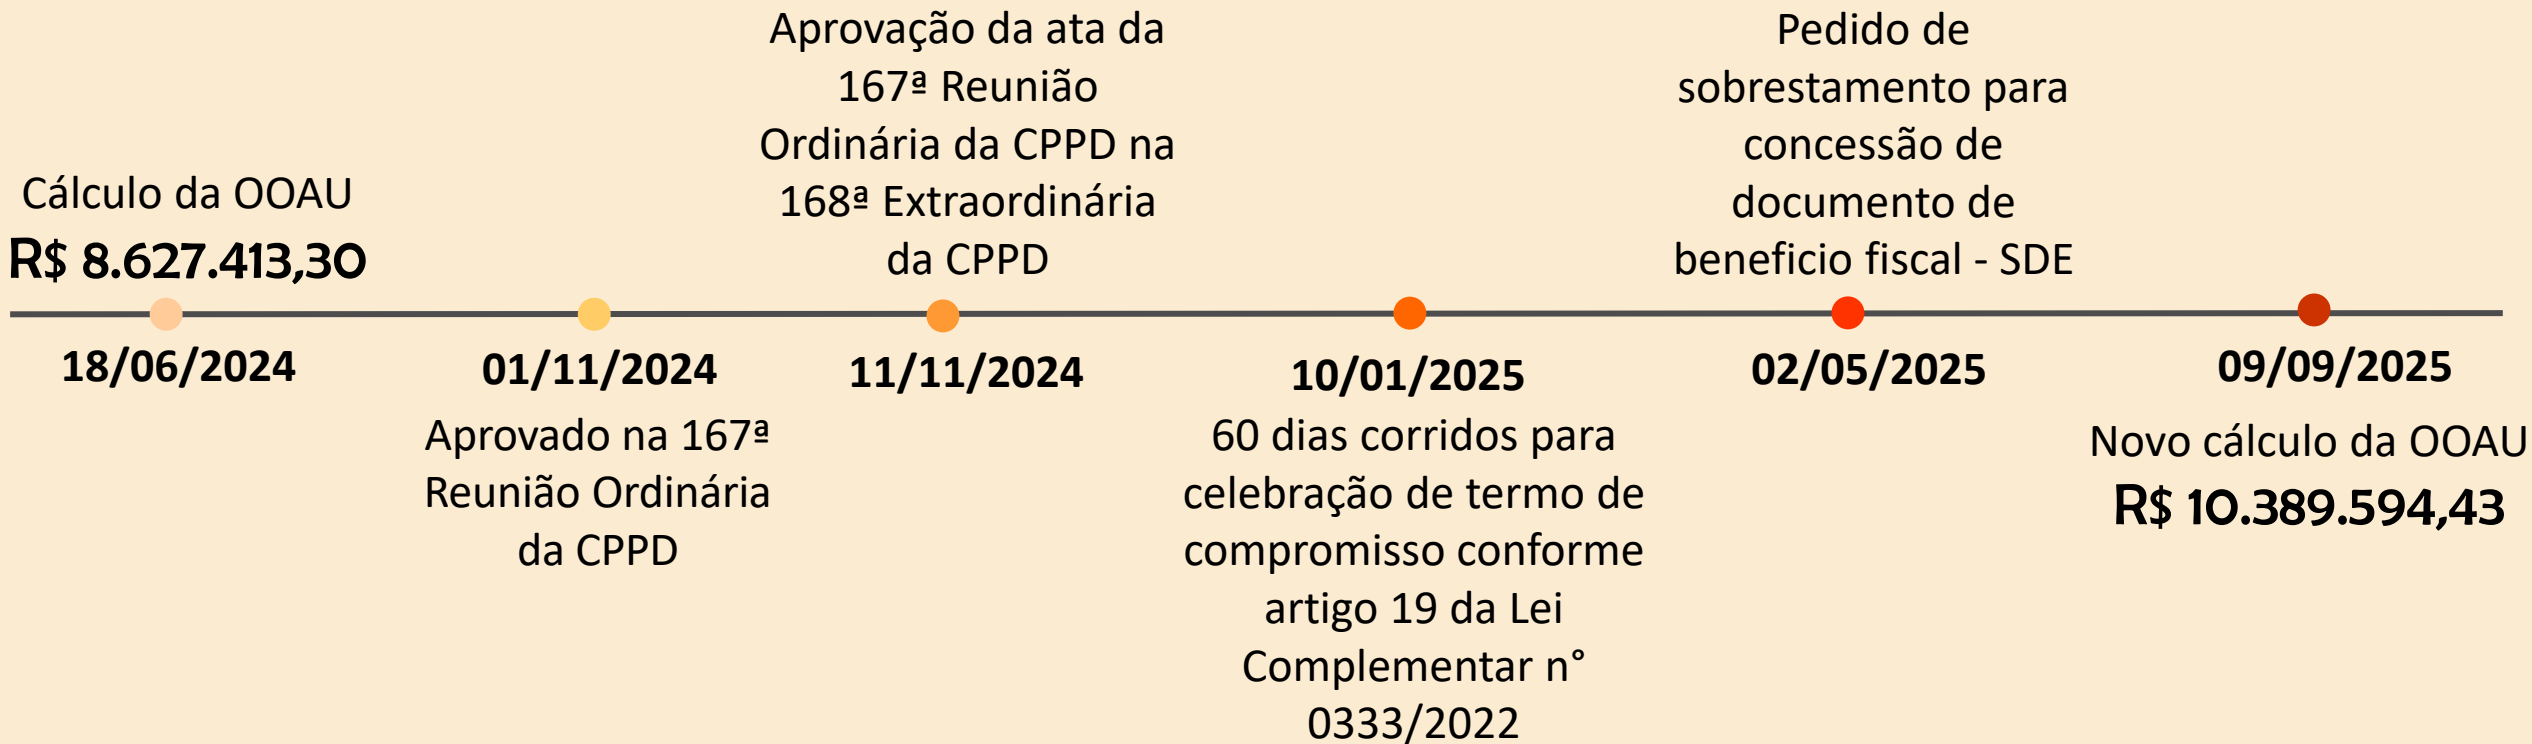 Cálculo da OOAU
R$ 8.627.413,30
18/06/2024
01/11/2024
Aprovado na 167ª
Reunião Ordinária
da CPPD
Aprovação da ata da
167ª Reunião
Ordinária da CPPD na
168ª Extraordinária
da CPPD
11/11/2024
10/01/2025
60 dias corridos para
celebração de termo de
compromisso conforme
artigo 19 da Lei
Complementar n°
0333/2022
Pedido de
sobrestamento para
concessão de
documento de
beneficio fiscal - SDE
02/05/2025
09/09/2025
Novo cálculo da OOAU
R$ 10.389.594,43